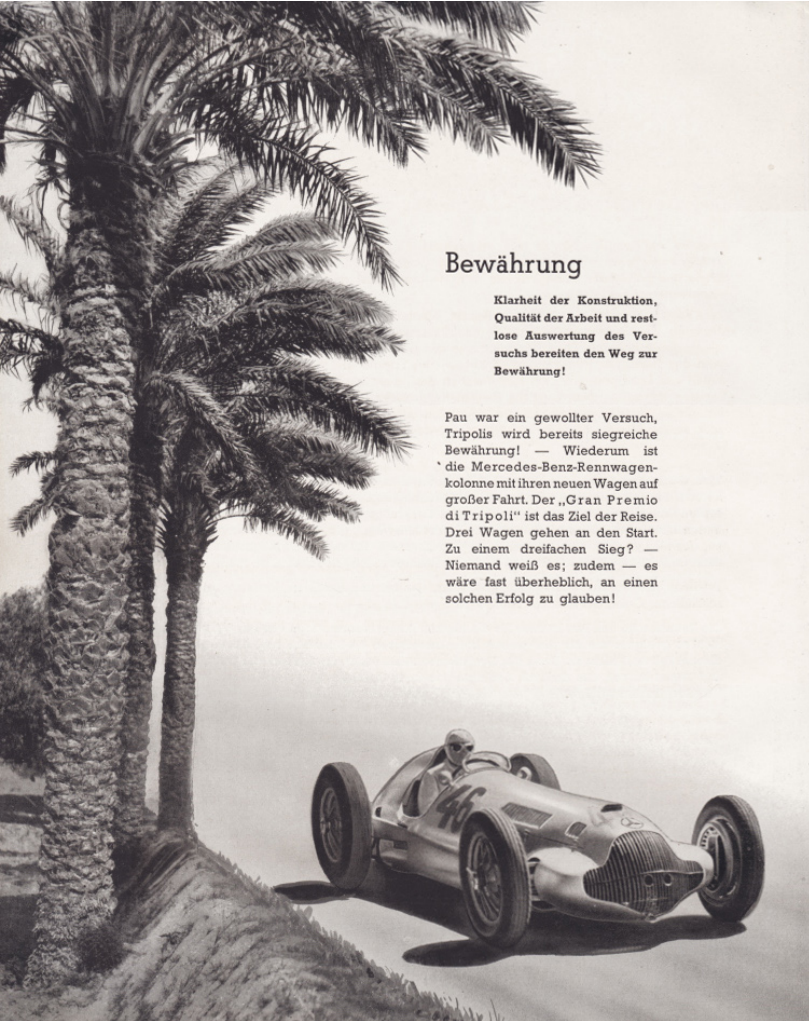 Bewährung
Klarheit der Konstruktion,
Qualität der Arbeit und rest-
lose Auswertung des Ver-
suchs bereiten den Weg zur
Bewährung!
Pau war ein gewollter Versuch,
Tripolis wird bereits siegreiche
Bewährung! — Wiederum ist
die Mercedes-Benz-Rennwagen-
kolonne mit ihren neuen Wagen auf
großer Fahrt. Der „Gran Premio
di Tripoli“ ist das Ziel der Reise.
Drei Wagen gehen an den Start.
Zu einem dreifachen Sieg? —
Niemand weiß es; zudem — es
wäre fast überheblich, an einen
solchen Erfolg zu glauben!
46